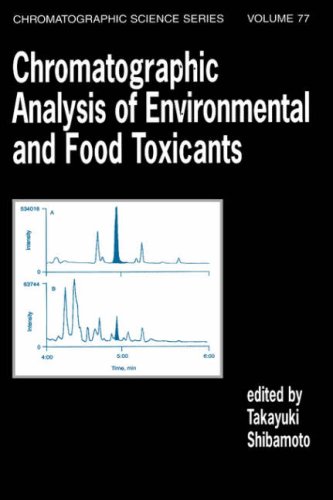 CHROMATOGRAPHIC SCIENCE SERIES VOLUME 77
Chromatographic
Analysis of Environmental
and Food Toxicants
534016
A
Intensity
0
63744
B
Intensity
0
4:00 5:00 6:00
Time, min
edited by
Takayuki
Shibamoto